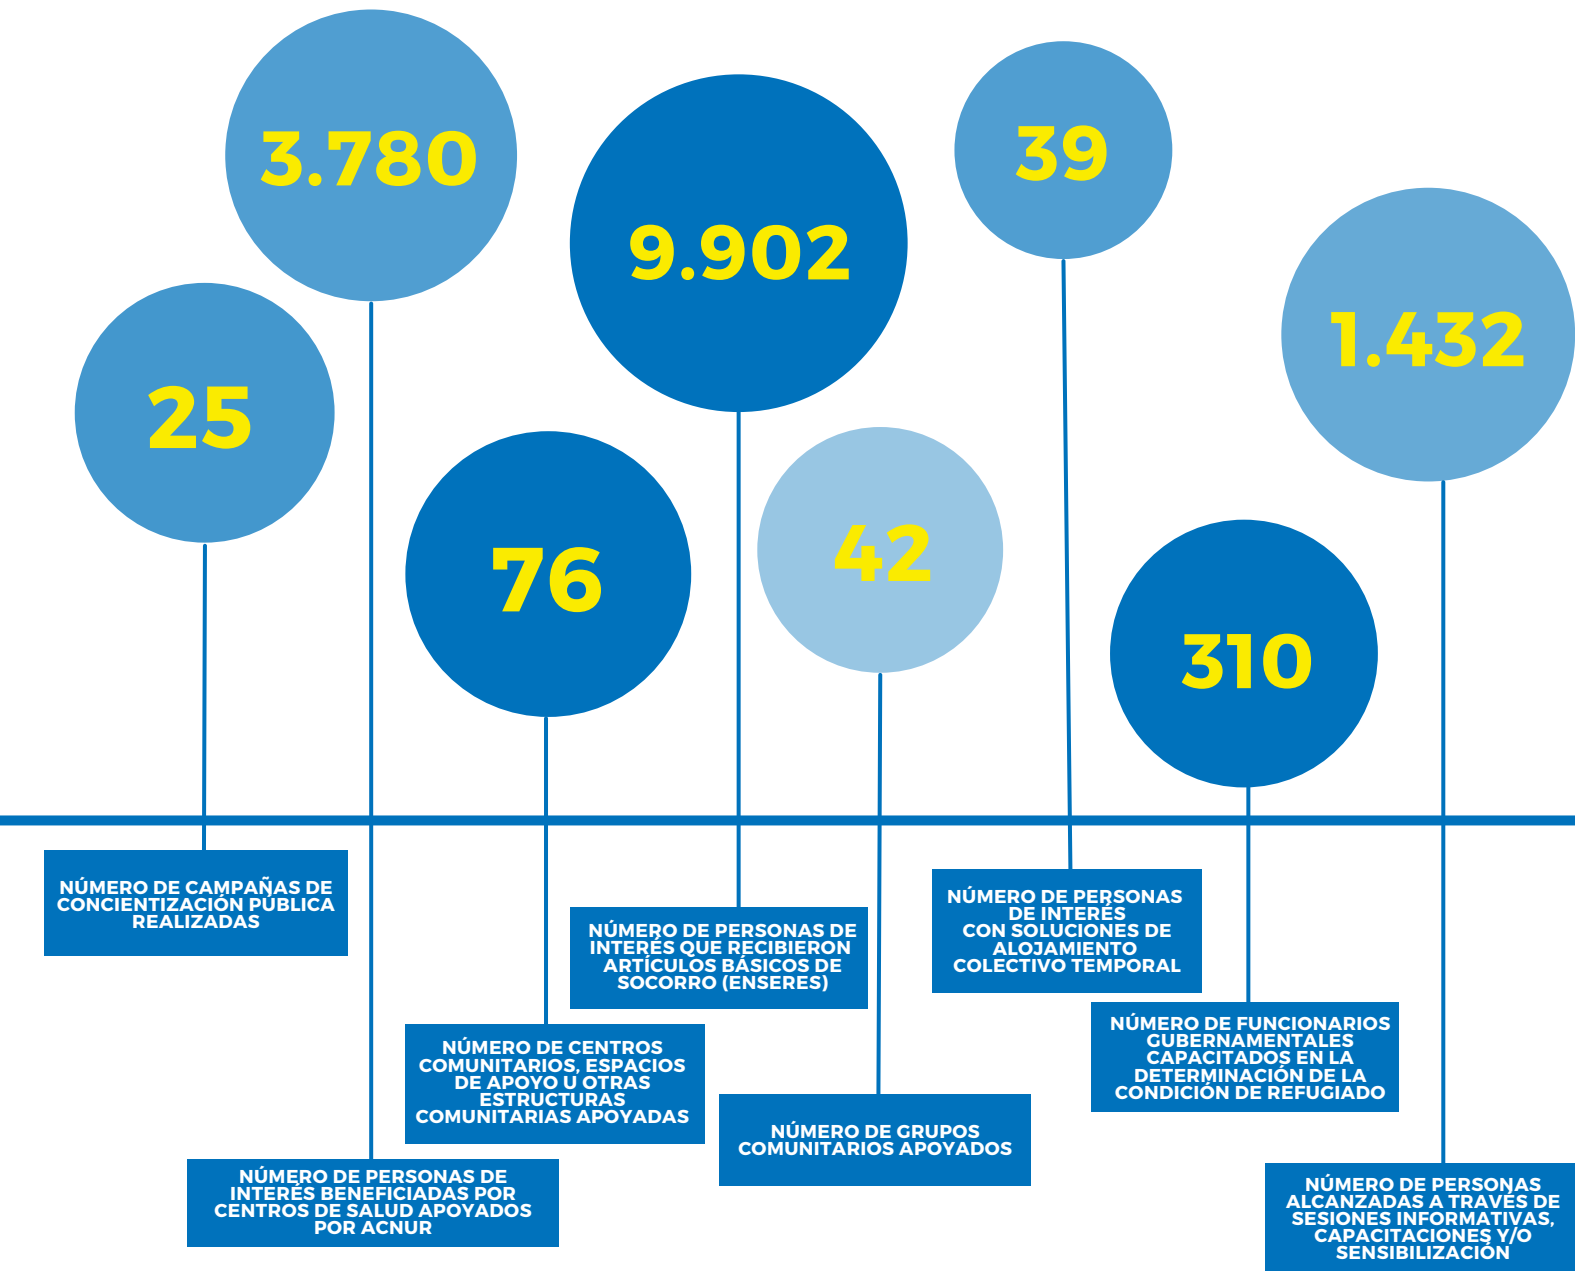 3.780
39
9.902
1.432
25
42
76
310
NÚMERO DE CAMPAÑAS DE
CONCIENTIZACIÓN PÚBLICA
REALIZADAS
NÚMERO DE PERSONAS DE
INTERÉS BENEFICIADAS POR
CENTROS DE SALUD APOYADOS
POR ACNUR
NÚMERO DE CENTROS
COMUNITARIOS, ESPACIOS
DE APOYO U OTRAS
ESTRUCTURAS
COMUNITARIAS APOYADAS
NÚMERO DE PERSONAS DE
INTERÉS QUE RECIBIERON
ARTÍCULOS BÁSICOS DE
SOCORRO (ENSERES)
NÚMERO DE GRUPOS
COMUNITARIOS APOYADOS
NÚMERO DE PERSONAS
DE INTERÉS
CON SOLUCIONES DE
ALOJAMIENTO
COLECTIVO TEMPORAL
NÚMERO DE FUNCIONARIOS
GUBERNAMENTALES
CAPACITADOS EN LA
DETERMINACIÓN DE LA
CONDICIÓN DE REFUGIADO
NÚMERO DE PERSONAS
ALCANZADAS A TRAVÉS DE
SESIONES INFORMATIVAS,
CAPACITACIONES Y/O
SENSIBILIZACIÓN